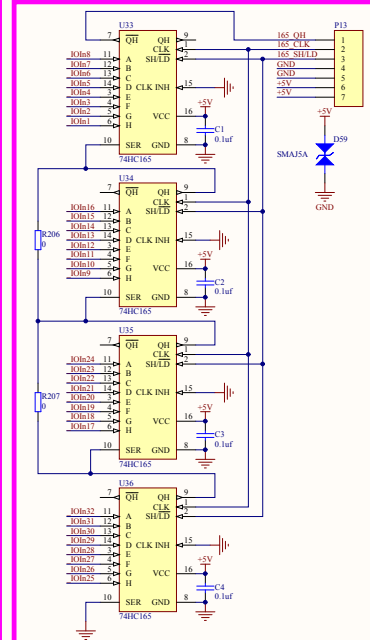 U33
P13
7 QH QH 9
165_QH 1
CLK 1
165_CLK 2
IOIn8 11 A SH/LD 2
165_SH/LD 3
IOIn7 12 B
GND 4
IOIn6 13 C
GND 5
IOIn5 14 D CLK INH 15
+5V 6
IOIn4 3 E
+5V 7
IOIn3 4 F
+5V
IOIn2 5 G VCC 16
+5V
IOIn1 6 H
C1
0.1uf
D59
10 SER GND 8
SMAJ5A
74HC165
GND
U34
7 QH QH 9
CLK 1
IOIn16 11 A SH/LD 2
IOIn15 12 B
IOIn14 13 C
IOIn13 14 D CLK INH 15
IOIn12 3 E
IOIn11 4 F
+5V
IOIn10 5 G VCC 16
IOIn9 6 H
R206
0
C2
0.1uf
10 SER GND 8
74HC165
U35
7 QH QH 9
CLK 1
IOIn24 11 A SH/LD 2
IOIn23 12 B
IOIn22 13 C
IOIn21 14 D CLK INH 15
IOIn20 3 E
IOIn19 4 F
+5V
IOIn18 5 G VCC 16
IOIn17 6 H
R207
0
C3
0.1uf
10 SER GND 8
74HC165
U36
7 QH QH 9
CLK 1
IOIn32 11 A SH/LD 2
IOIn31 12 B
IOIn30 13 C
IOIn29 14 D CLK INH 15
IOIn28 3 E
IOIn27 4 F
+5V
IOIn26 5 G VCC 16
IOIn25 6 H
C4
0.1uf
10 SER GND 8
74HC165